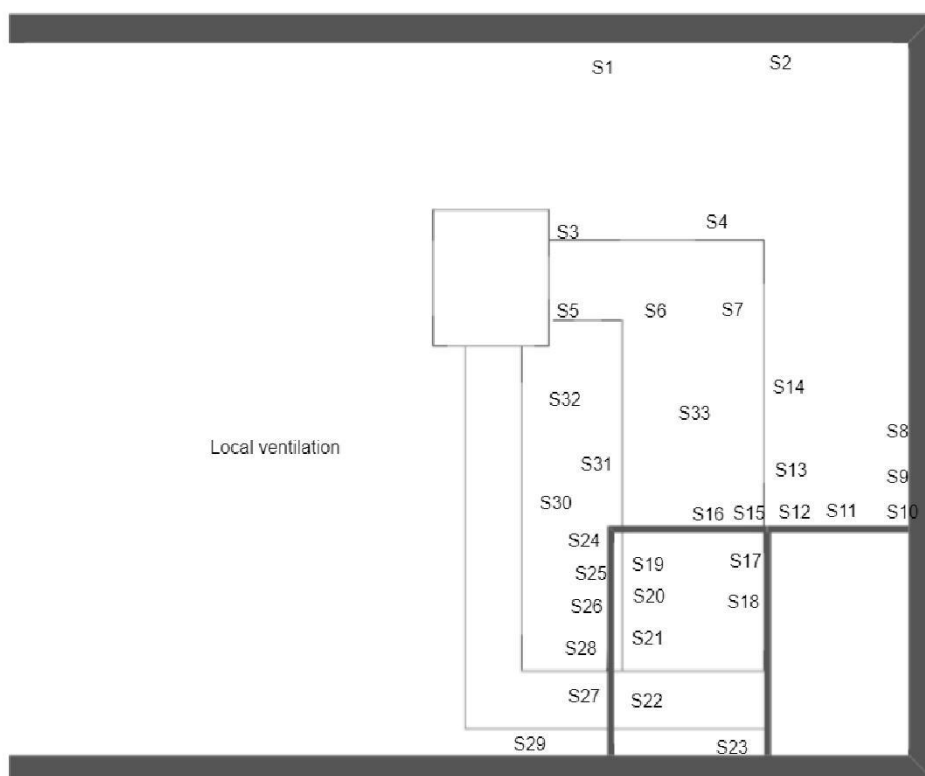 S1
S2
S3
S4
S5
S6
S7
S32
S14
S33
S8
Local ventilation
S31
S13
S9
S30
S16
S15
S12
S11
S10
S24
S19
S17
S25
S20
S18
S26
S21
S28
S27
S22
S29
S23